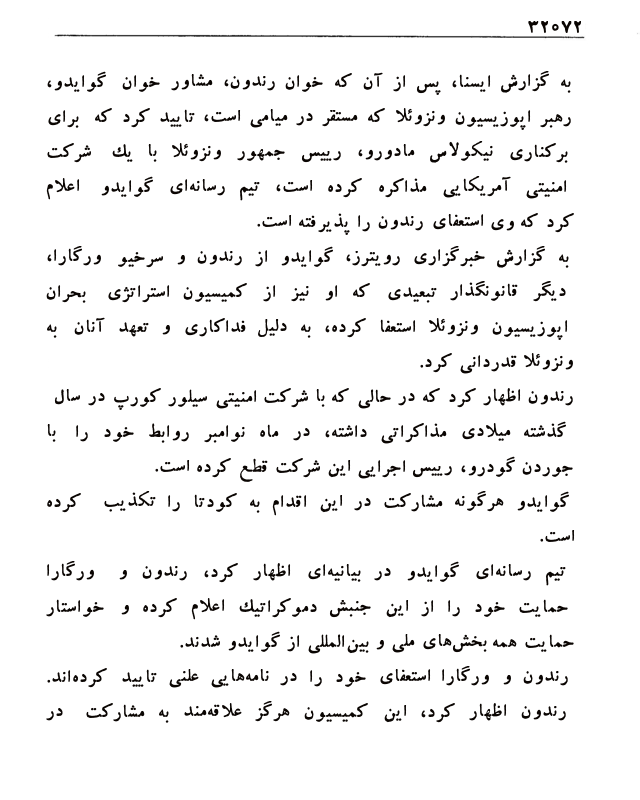 ۳۲۰۷۲
به گزارش ایسنا، پس از آن که خوان رندون، مشاور خوان گوایدو،
رهبر اپوزیسیون ونزوئلا که مستقر در میامی است، تایید کرد که برای
برکناری نیکولاس مادورو، رییس جمهور ونزوئلا با یك شرکت
امنیتی آمریکایی مذاکره کرده است، تیم رسانه‌ای گوایدو اعلام
کرد که وی استعفای رندون را پذیرفته است.
به گزارش خبرگزاری رویترز، گوایدو از رندون و سرخیو ورگارا،
دیگر قانونگذار تبعیدی که او نیز از کمیسیون استراتژی بحران
اپوزیسیون ونزوئلا استعفا کرده، به دلیل فداکاری و تعهد آنان به
ونزوئلا قدردانی کرد.
رندون اظهار کرد که در حالی که با شرکت امنیتی سیلور کورپ در سال
گذشته میلادی مذاکراتی داشته، در ماه نوامبر روابط خود را با
جوردن گودرو، رییس اجرایی این شرکت قطع کرده است.
گوایدو هرگونه مشارکت در این اقدام به کودتا را تکذیب کرده
است.
تیم رسانه‌ای گوایدو در بیانیه‌ای اظهار کرد، رندون و ورگارا
حمایت خود را از این جنبش دموکراتیك اعلام کرده و خواستار
حمایت همه بخش‌های ملی و بین‌المللی از گوایدو شدند.
رندون و ورگارا استعفای خود را در نامه‌هایی علنی تایید کرده‌اند.
رندون اظهار کرد، این کمیسیون هرگز علاقه‌مند به مشارکت در